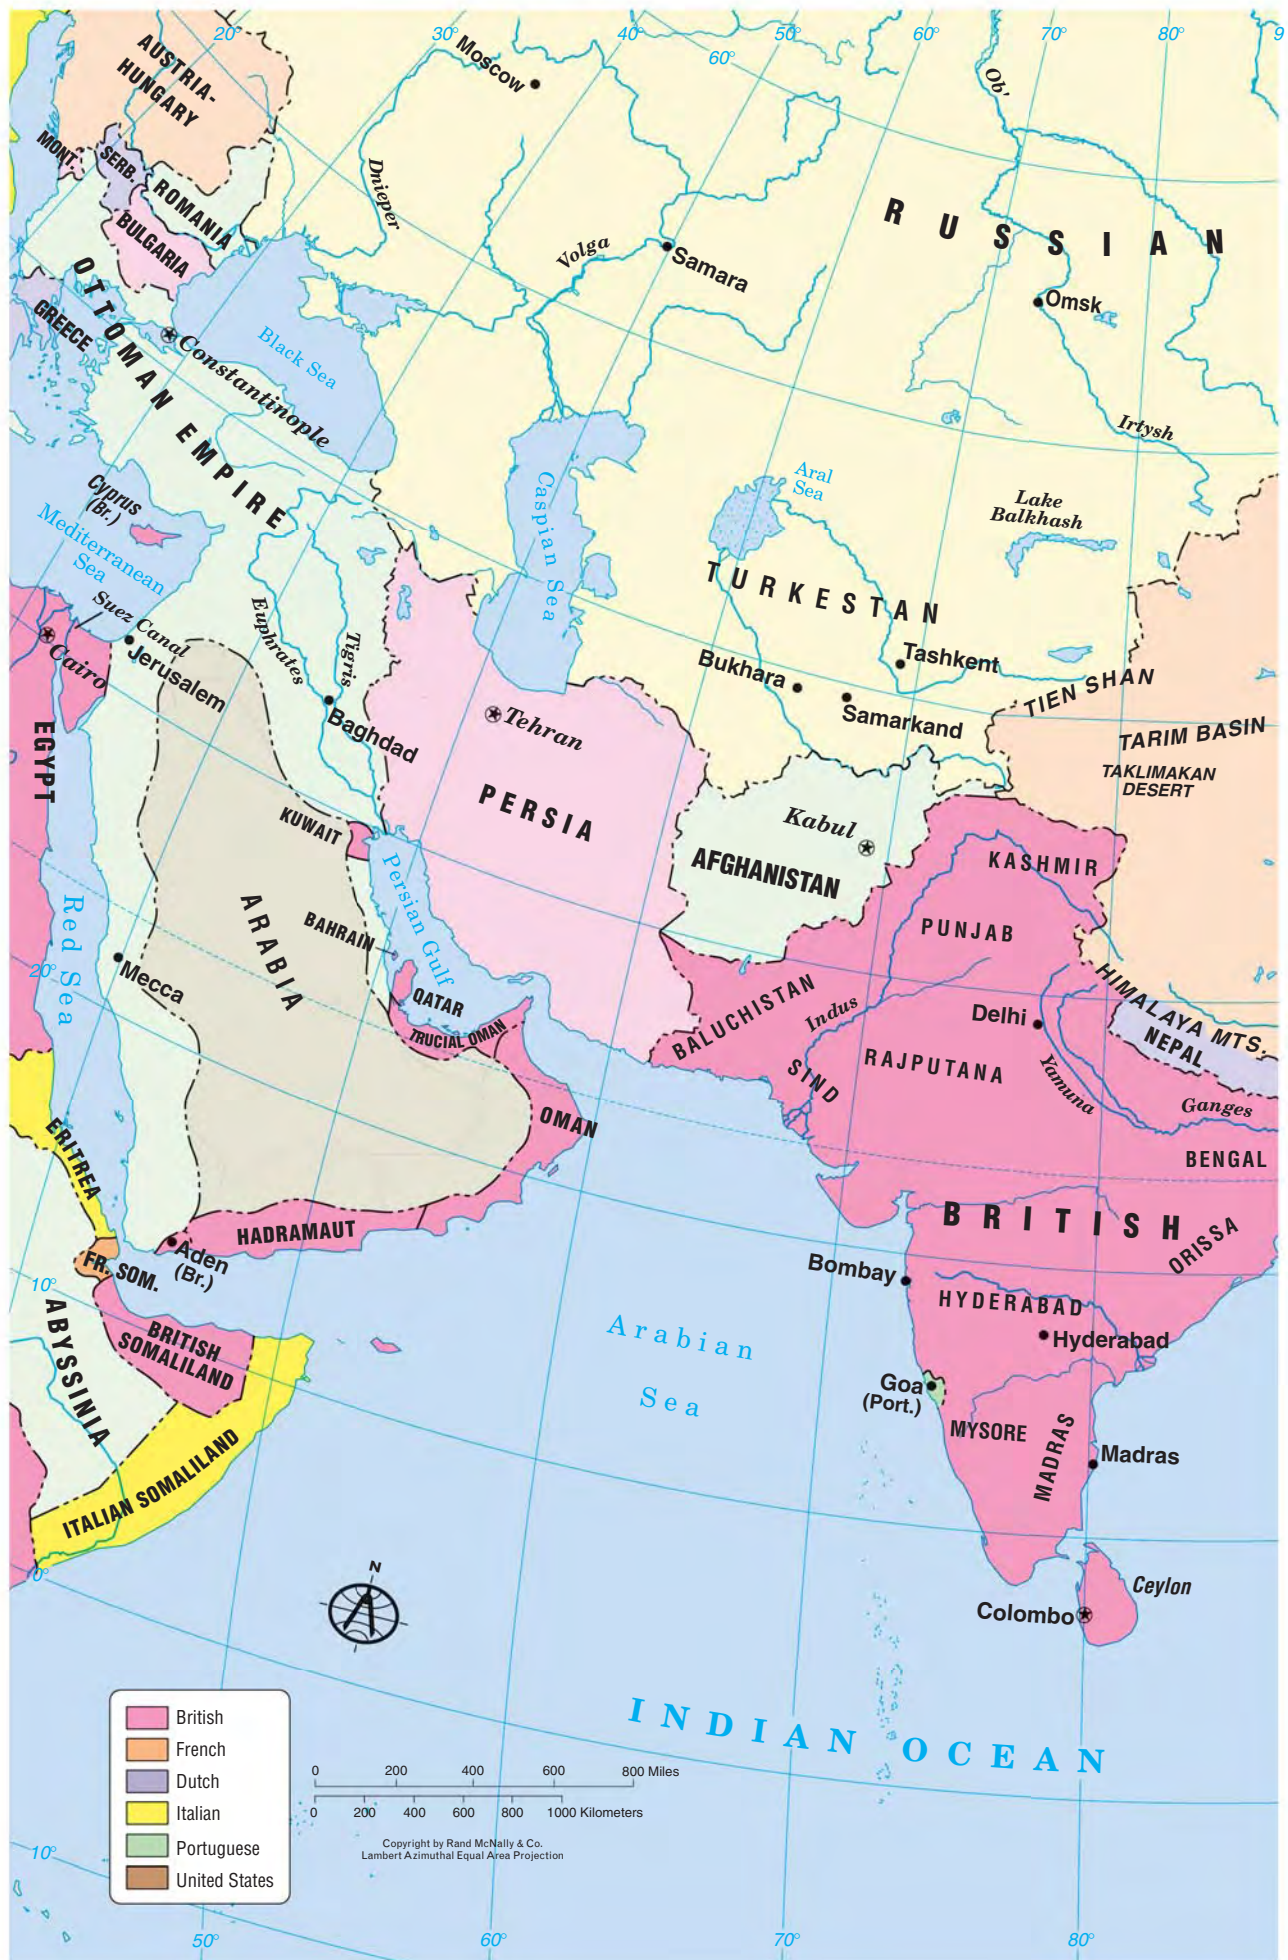 20°
30°
40°
50°
60°
70°
80°
9
60°
AUSTRIA-
HUNGARY
Moscow
Ob'
MONT.
SERB.
ROMANIA
BULGARIA
Dnieper
Volga
Samara
RUSSIAN
Omsk
OTTOMAN EMPIRE
GREECE
Constantinople
Black Sea
Irtysh
Cyprus
(Br.)
Mediterranean
Sea
Caspian Sea
Aral
Sea
Lake
Balkhash
TURKESTAN
Suez Canal
Cairo
Jerusalem
Euphrates
Tigris
Baghdad
Tehran
Bukhara
Tashkent
Samarkand
TIEN SHAN
TARIM BASIN
TAKLIMAKAN
DESERT
EGYPT
KUWAIT
PERSIA
Kabul
AFGHANISTAN
KASHMIR
PUNJAB
Red Sea
ARABIA
Persian Gulf
BAHRAIN
QATAR
TRUCIAL OMAN
20°
Mecca
BALUCHISTAN
Indus
Delhi
HIMALAYA MTS.
NEPAL
SIND
RAJPUTANA
Yamuna
Ganges
OMAN
BENGAL
ERITREA
HADRAMAUT
BRITISH
ORISSA
Aden
(Br.)
FR. SOM.
10°
Bombay
HYDERABAD
Hyderabad
ABYSSINIA
BRITISH
SOMALILAND
Arabian
Sea
Goa
(Port.)
MYSORE
MADRAS
Madras
ITALIAN SOMALILAND
0°
N
Ceylon
Colombo
INDIAN OCEAN
British
French
Dutch
Italian
Portuguese
United States
0 200 400 600 800 Miles
0 200 400 600 800 1000 Kilometers
Copyright by Rand McNally & Co.
Lambert Azimuthal Equal Area Projection
10°
50°
60°
70°
80°